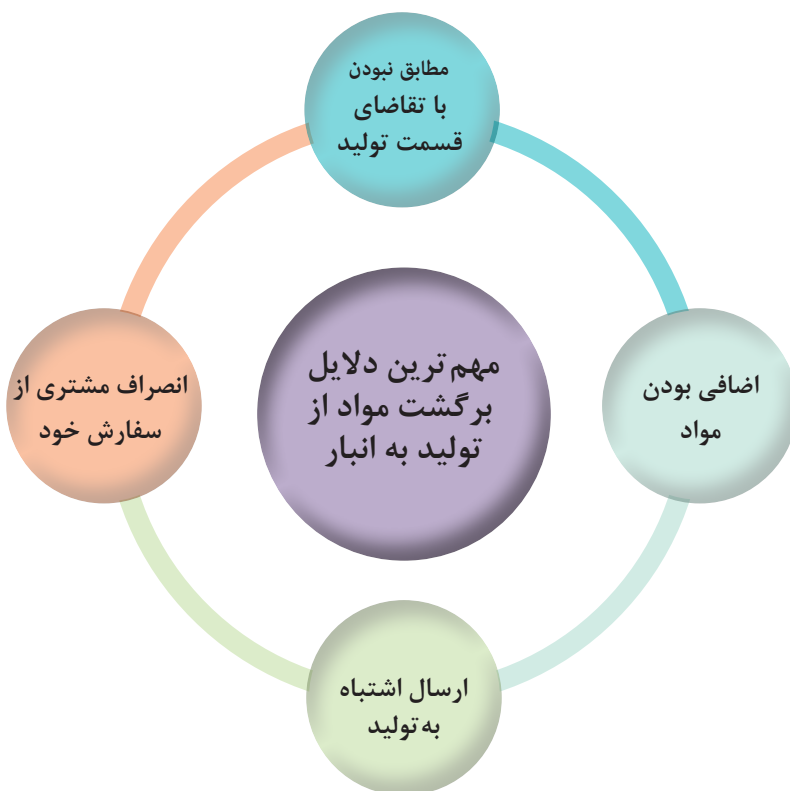 مطابق نبودن
با تقاضای
قسمت تولید
مهم ترین دلایل
برگشت مواد از
تولید به انبار
اضافی بودن
مواد
ارسال اشتباه
به تولید
انصراف مشتری از
سفارش خود